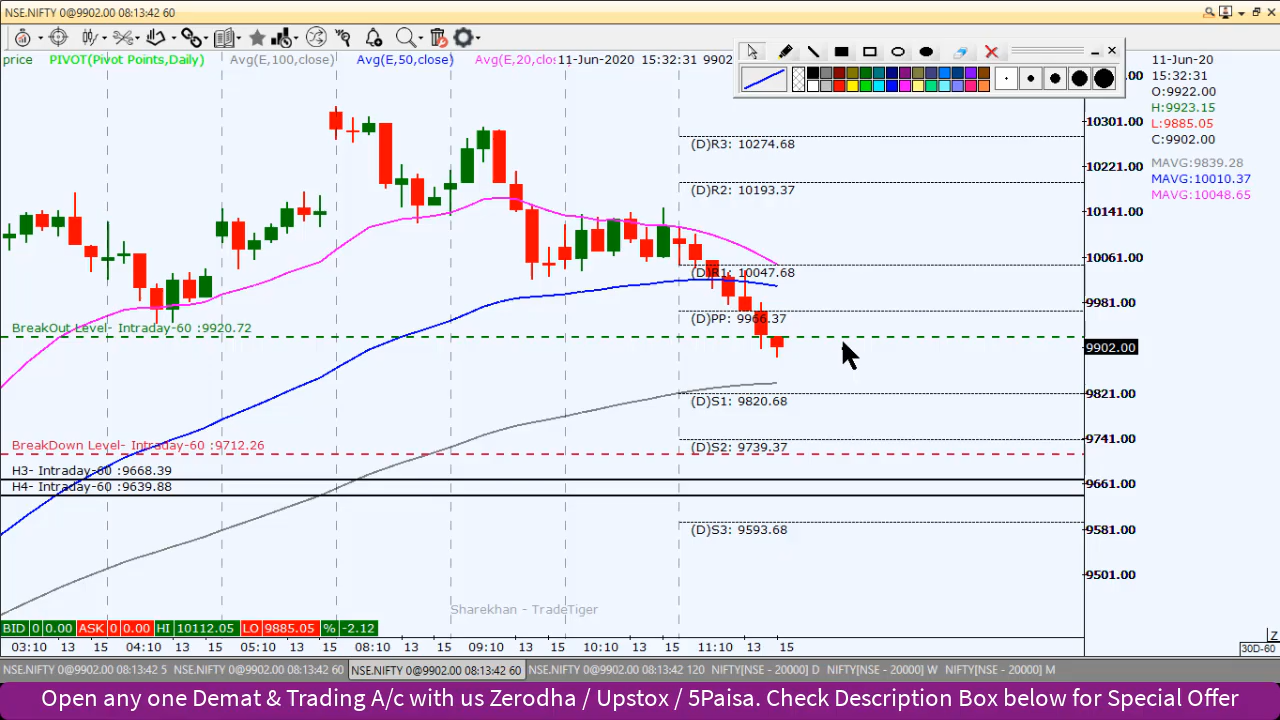 NSE.NIFTY 0@9902.00 08:13:42 60
price PIVOT(Pivot Points,Daily) Avg(E,100,close) Avg(E,50,close) Avg(E,20,clo 11-Jun-2020 15:32:31 9902
11-Jun-20
15:32:31
O:9922.00
H:9923.15
L:9885.05
C:9902.00
MAVG:9839.28
MAVG:10010.37
MAVG:10048.65
10301.00
10221.00
10141.00
10061.00
9981.00
9902.00
9821.00
9741.00
9661.00
9581.00
9501.00
(D)R3: 10274.68
(D)R2: 10193.37
(D)R1: 10047.68
(D)PP: 9966.37
BreakOut Level- Intraday-60 :9920.72
(D)S1: 9820.68
BreakDown Level- Intraday-60 :9712.26
(D)S2: 9739.37
H3- Intraday-60 :9668.39
H4- Intraday-60 :9639.88
(D)S3: 9593.68
Sharekhan - TradeTiger
BID 0 0.00 ASK 0 0.00 HI 10112.05 LO 9885.05 % -2.12
03:10 13 15 04:10 13 15 05:10 13 15 08:10 13 15 09:10 13 15 10:10 13 15 11:10 13 15
Z
30D-60
NSE.NIFTY 0@9902.00 08:13:42 5 NSE.NIFTY 0@9902.00 08:13:42 60 NSE.NIFTY 0@9902.00 08:13:42 60 NSE.NIFTY 0@9902.00 08:13:42 120 NIFTY[NSE - 20000] D NIFTY[NSE - 20000] W NIFTY[NSE - 20000] M
Open any one Demat & Trading A/c with us Zerodha / Upstox / 5Paisa. Check Description Box below for Special Offer